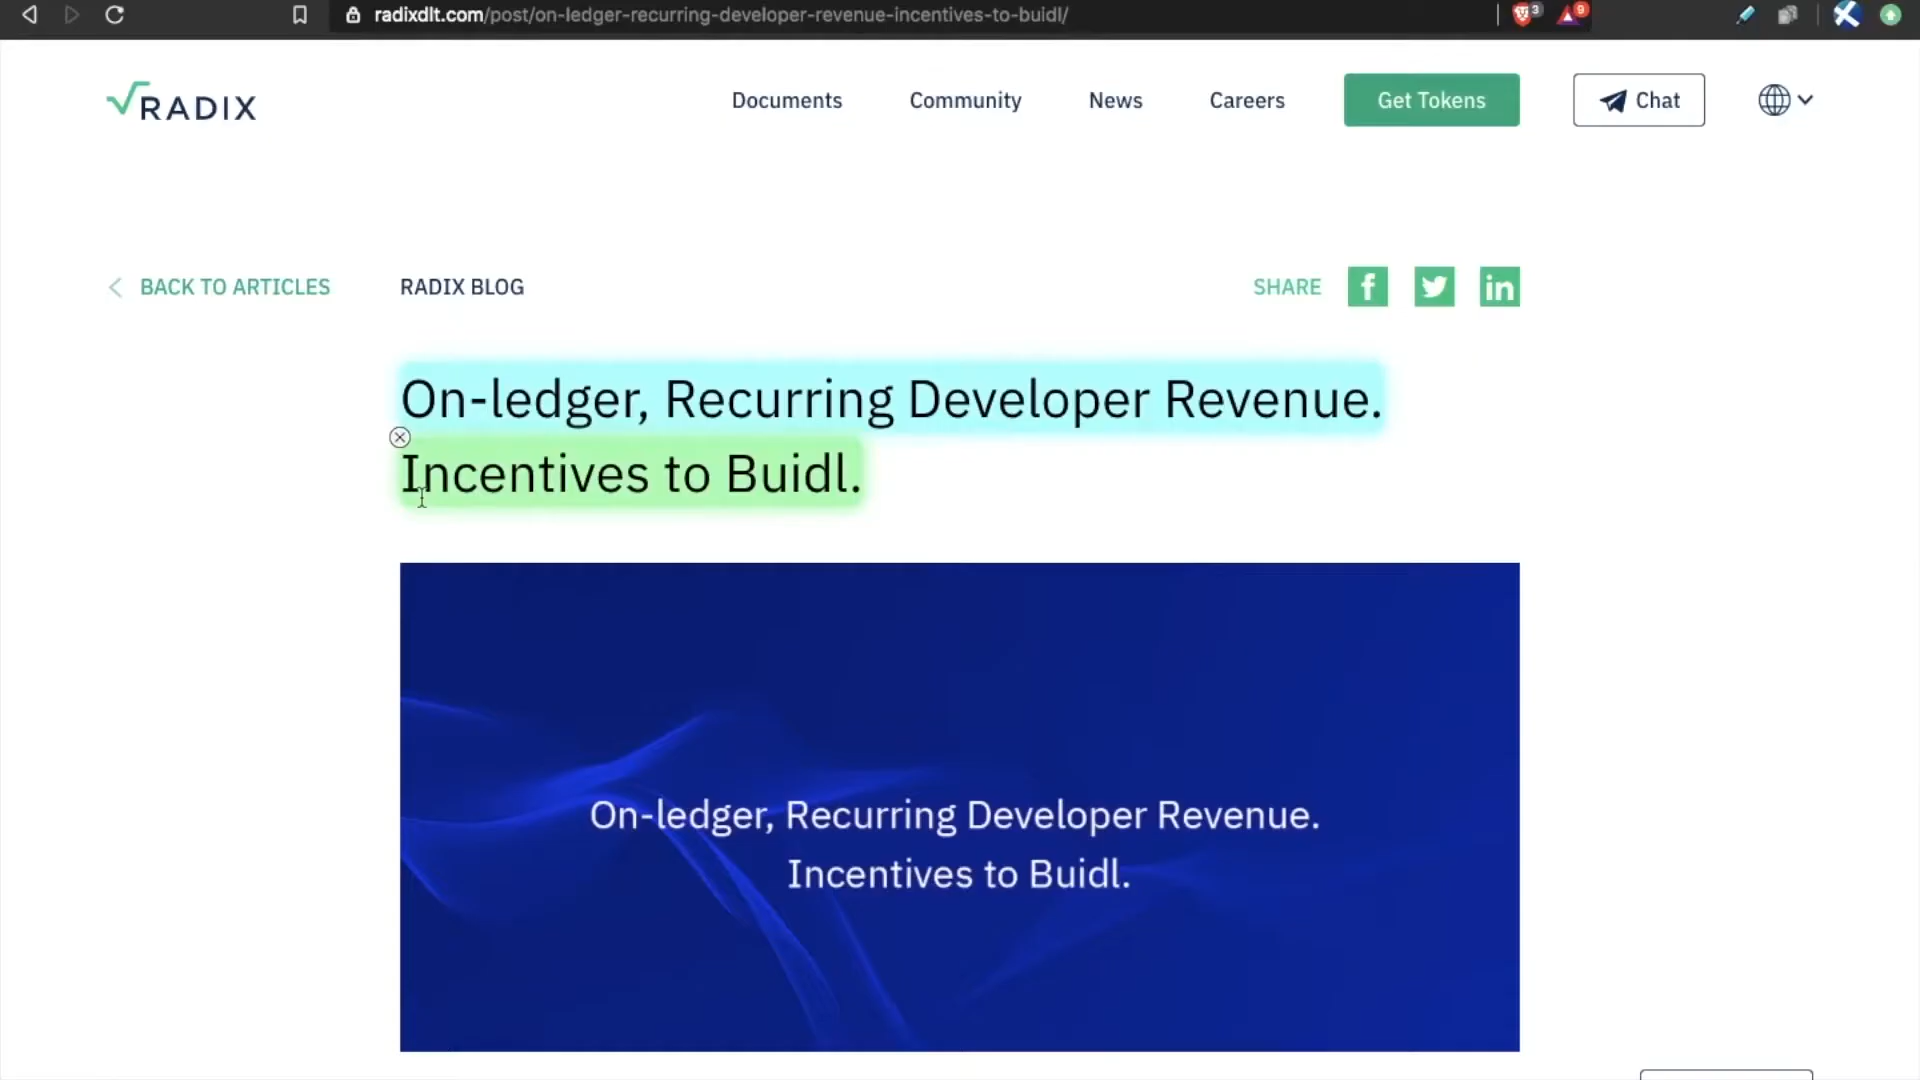 radixdlt.com/post/on-ledger-recurring-developer-revenue-incentives-to-buidl/
3
9
RADIX
Documents
Community
News
Careers
Get Tokens
Chat
BACK TO ARTICLES
RADIX BLOG
SHARE
On-ledger, Recurring Developer Revenue.
Incentives to Buidl.
On-ledger, Recurring Developer Revenue.
Incentives to Buidl.